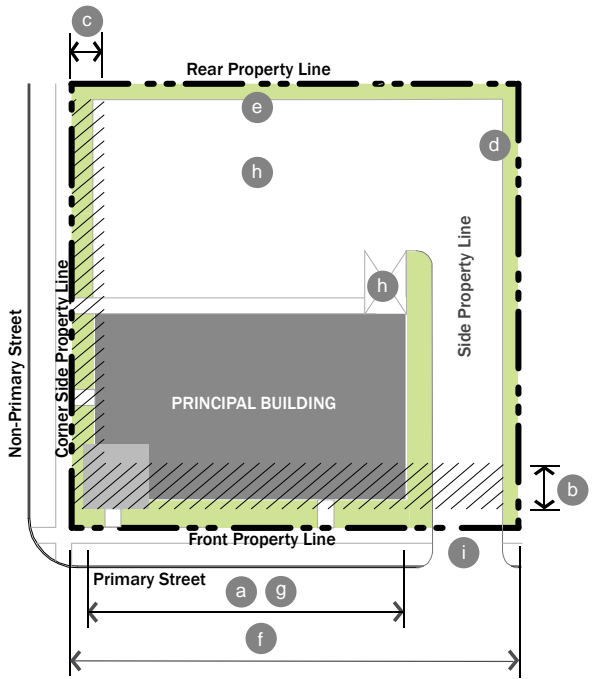 c
Rear Property Line
e
d
h
Side Property Line
Corner Side Property Line
Non-Primary Street
h
PRINCIPAL BUILDING
b
Front Property Line
i
Primary Street
a g
f